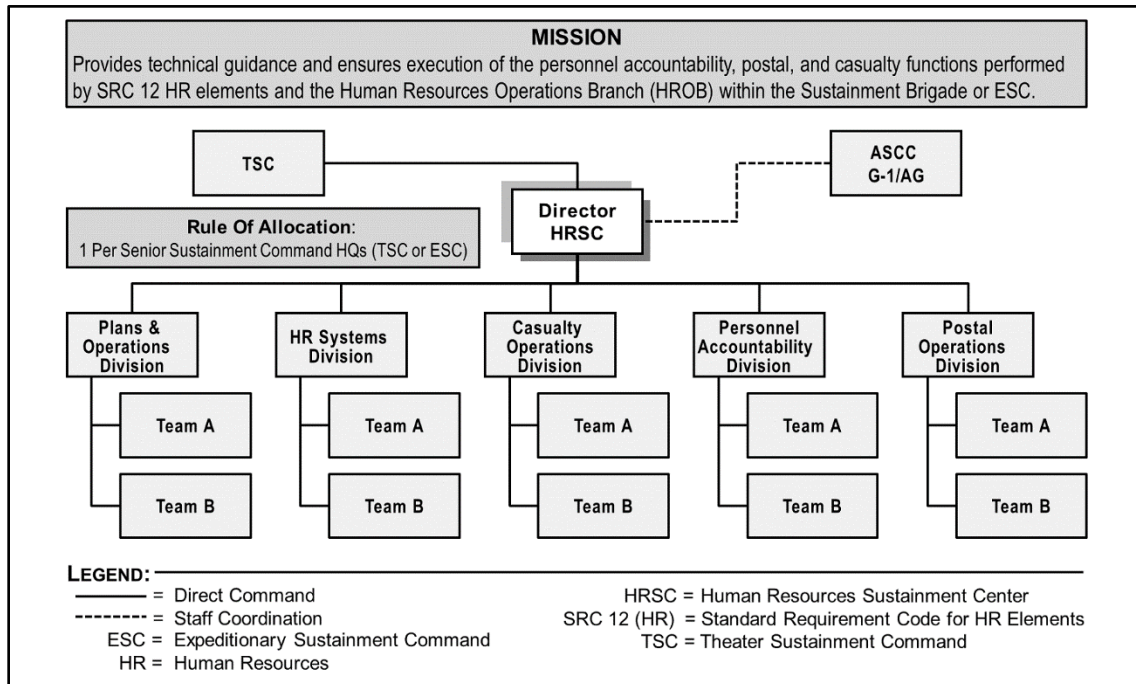 MISSION
Provides technical guidance and ensures execution of the personnel accountability, postal, and casualty functions performed
by SRC 12 HR elements and the Human Resources Operations Branch (HROB) within the Sustainment Brigade or ESC.
TSC
ASCC
G-1/AG
Director
HRSC
Rule Of Allocation:
1 Per Senior Sustainment Command HQs (TSC or ESC)
Plans &
Operations
Division
HR Systems
Division
Casualty
Operations
Division
Personnel
Accountability
Division
Postal
Operations
Division
Team A
Team A
Team A
Team A
Team A
Team B
Team B
Team B
Team B
Team B
LEGEND:
= Direct Command
= Staff Coordination
ESC = Expeditionary Sustainment Command
HR = Human Resources
HRSC = Human Resources Sustainment Center
SRC 12 (HR) = Standard Requirement Code for HR Elements
TSC = Theater Sustainment Command